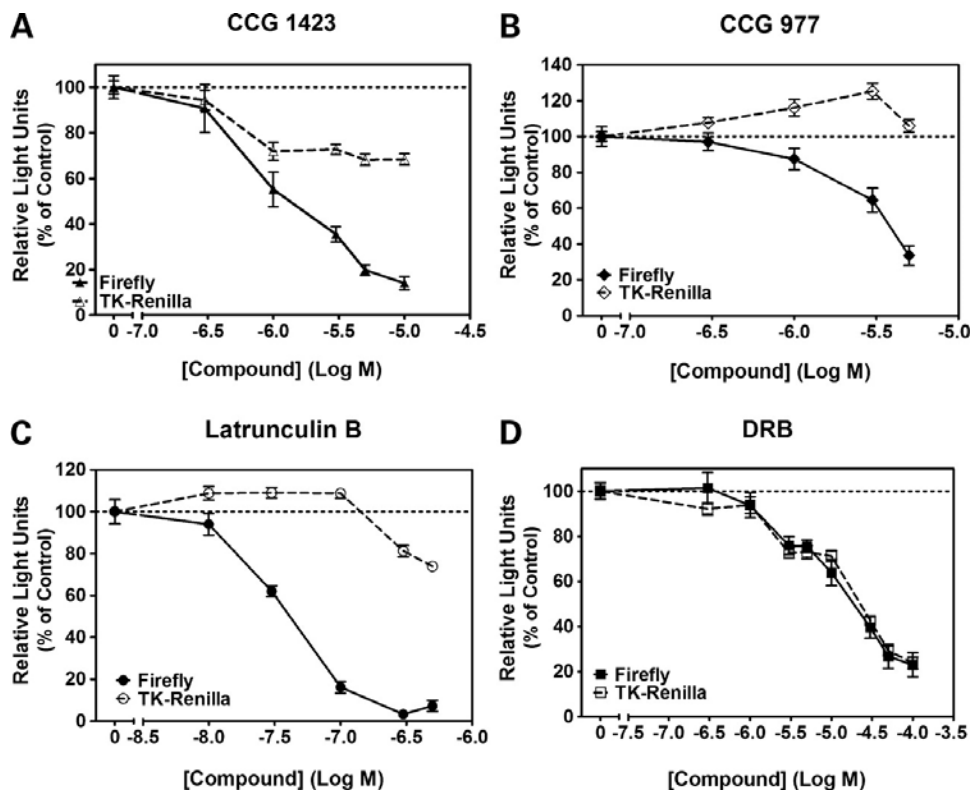 A
CCG 1423
Relative Light Units
(% of Control)
100
80
60
40
20
0
Firefly
TK-Renilla
0 -7.0 -6.5 -6.0 -5.5 -5.0 -4.5
[Compound] (Log M)
B
CCG 977
Relative Light Units
(% of Control)
140
120
100
80
60
40
20
0
Firefly
TK-Renilla
0 -7.0 -6.5 -6.0 -5.5 -5.0
[Compound] (Log M)
C
Latrunculin B
Relative Light Units
(% of Control)
120
100
80
60
40
20
0
Firefly
TK-Renilla
0 -8.5 -8.0 -7.5 -7.0 -6.5 -6.0
[Compound] (Log M)
D
DRB
Relative Light Units
(% of Control)
100
80
60
40
20
0
Firefly
TK-Renilla
0 -7.5 -7.0 -6.5 -6.0 -5.5 -5.0 -4.5 -4.0 -3.5
[Compound] (Log M)